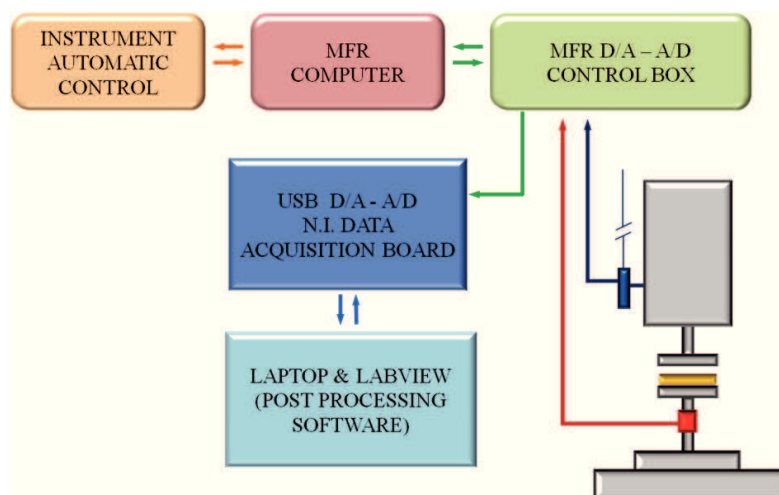 INSTRUMENT
AUTOMATIC
CONTROL
MFR
COMPUTER
MFR D/A – A/D
CONTROL BOX
USB D/A - A/D
N.I. DATA
ACQUISITION BOARD
LAPTOP & LABVIEW
(POST PROCESSING
SOFTWARE)